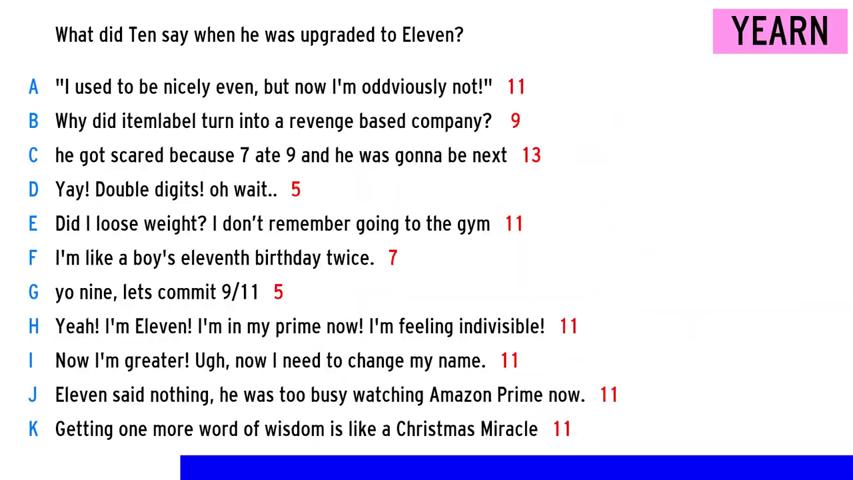 What did Ten say when he was upgraded to Eleven?
YEARN
A "I used to be nicely even, but now I'm oddviously not!" 11
B Why did itemlabel turn into a revenge based company? 9
C he got scared because 7 ate 9 and he was gonna be next 13
D Yay! Double digits! oh wait.. 5
E Did I loose weight? I don't remember going to the gym 11
F I'm like a boy's eleventh birthday twice. 7
G yo nine, lets commit 9/11 5
H Yeah! I'm Eleven! I'm in my prime now! I'm feeling indivisible! 11
I Now I'm greater! Ugh, now I need to change my name. 11
J Eleven said nothing, he was too busy watching Amazon Prime now. 11
K Getting one more word of wisdom is like a Christmas Miracle 11